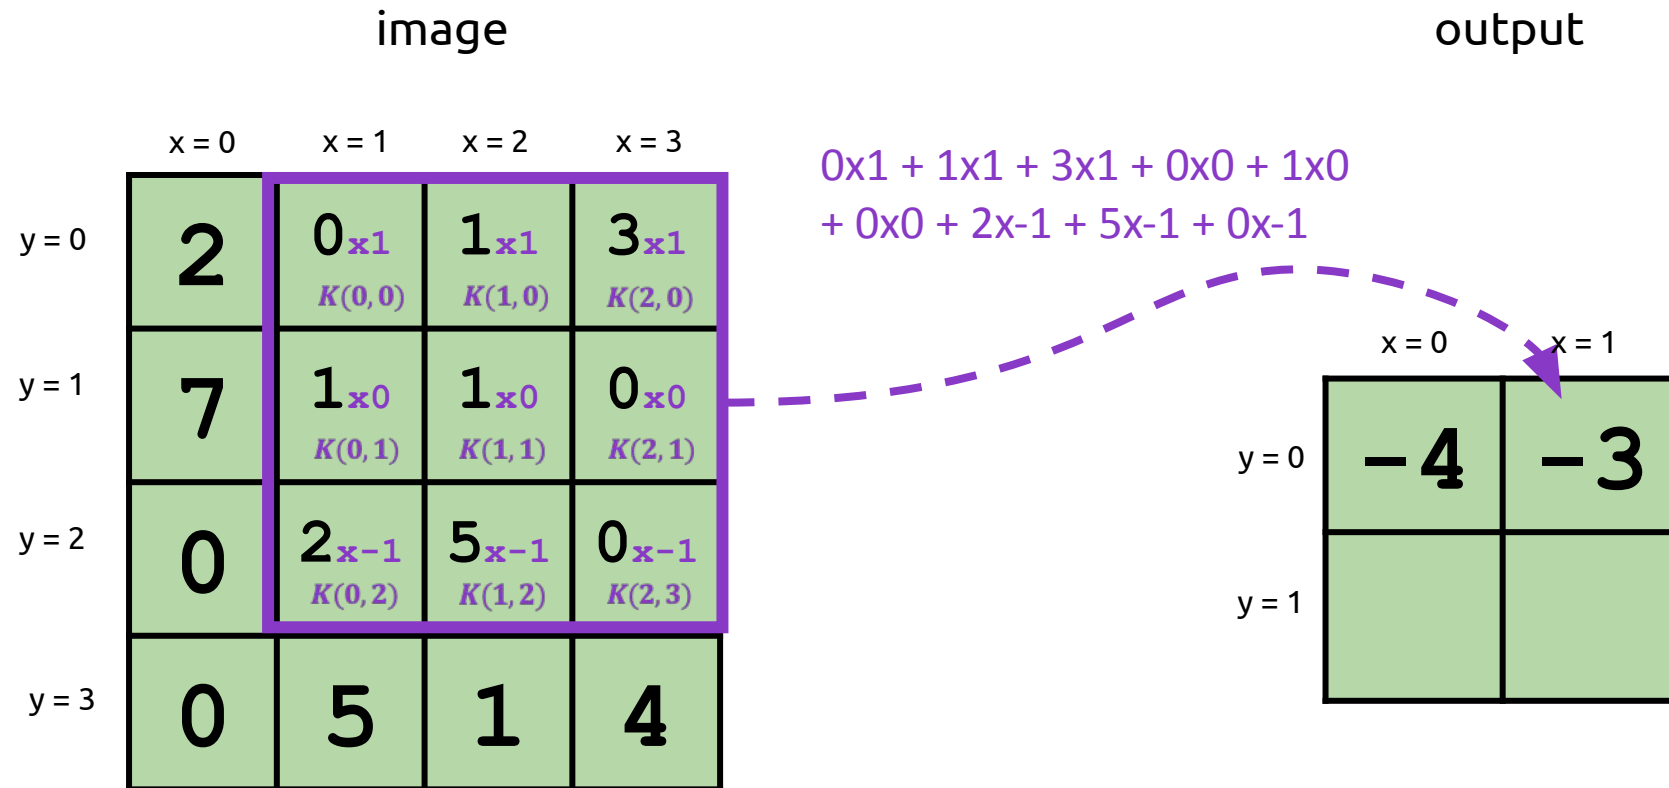 image
output
x = 0 x = 1 x = 2 x = 3
0x1 + 1x1 + 3x1 + 0x0 + 1x0
+ 0x0 + 2x-1 + 5x-1 + 0x-1
y = 0 2 0x1 1x1 3x1
K(0,0) K(1,0) K(2,0)
y = 1 7 1x0 1x0 0x0
K(0,1) K(1,1) K(2,1)
y = 2 0 2x-1 5x-1 0x-1
K(0,2) K(1,2) K(2,3)
y = 3 0 5 1 4
x = 0 x = 1
y = 0 -4 -3
y = 1